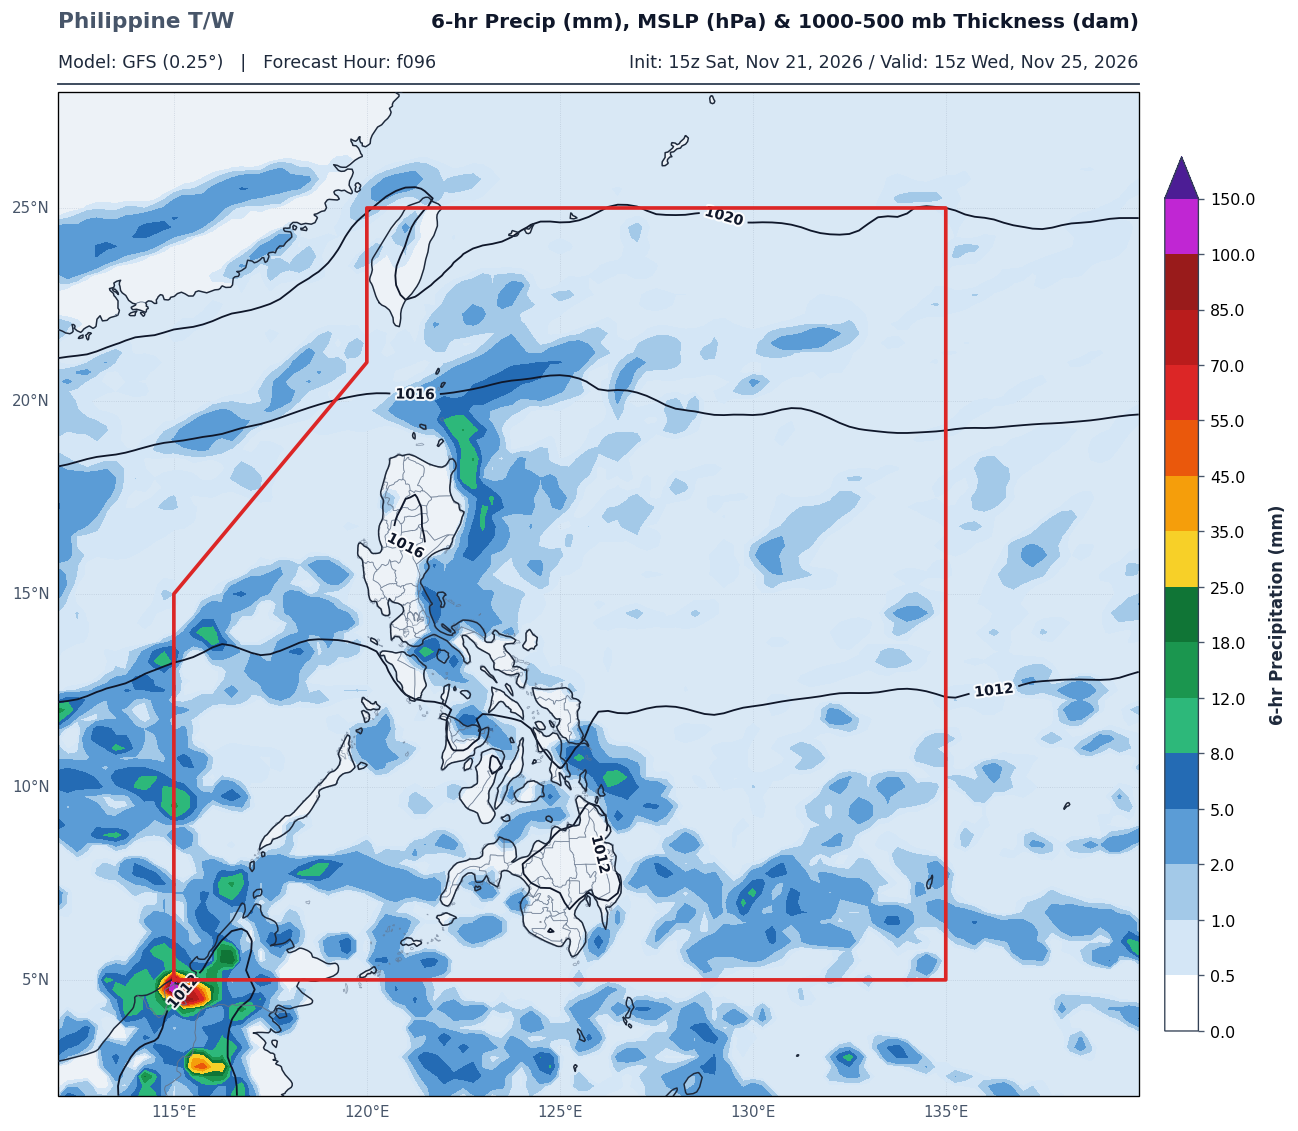 Philippine T/W
6-hr Precip (mm), MSLP (hPa) & 1000-500 mb Thickness (dam)
Model: GFS (0.25°) | Forecast Hour: f096
Init: 15z Sat, Nov 21, 2026 / Valid: 15z Wed, Nov 25, 2026
25°N
20°N
15°N
10°N
5°N
115°E
120°E
125°E
130°E
135°E
1020
1016
1016
1012
1012
1012
150.0
100.0
85.0
70.0
55.0
45.0
35.0
25.0
18.0
12.0
8.0
5.0
2.0
1.0
0.5
0.0
6-hr Precipitation (mm)